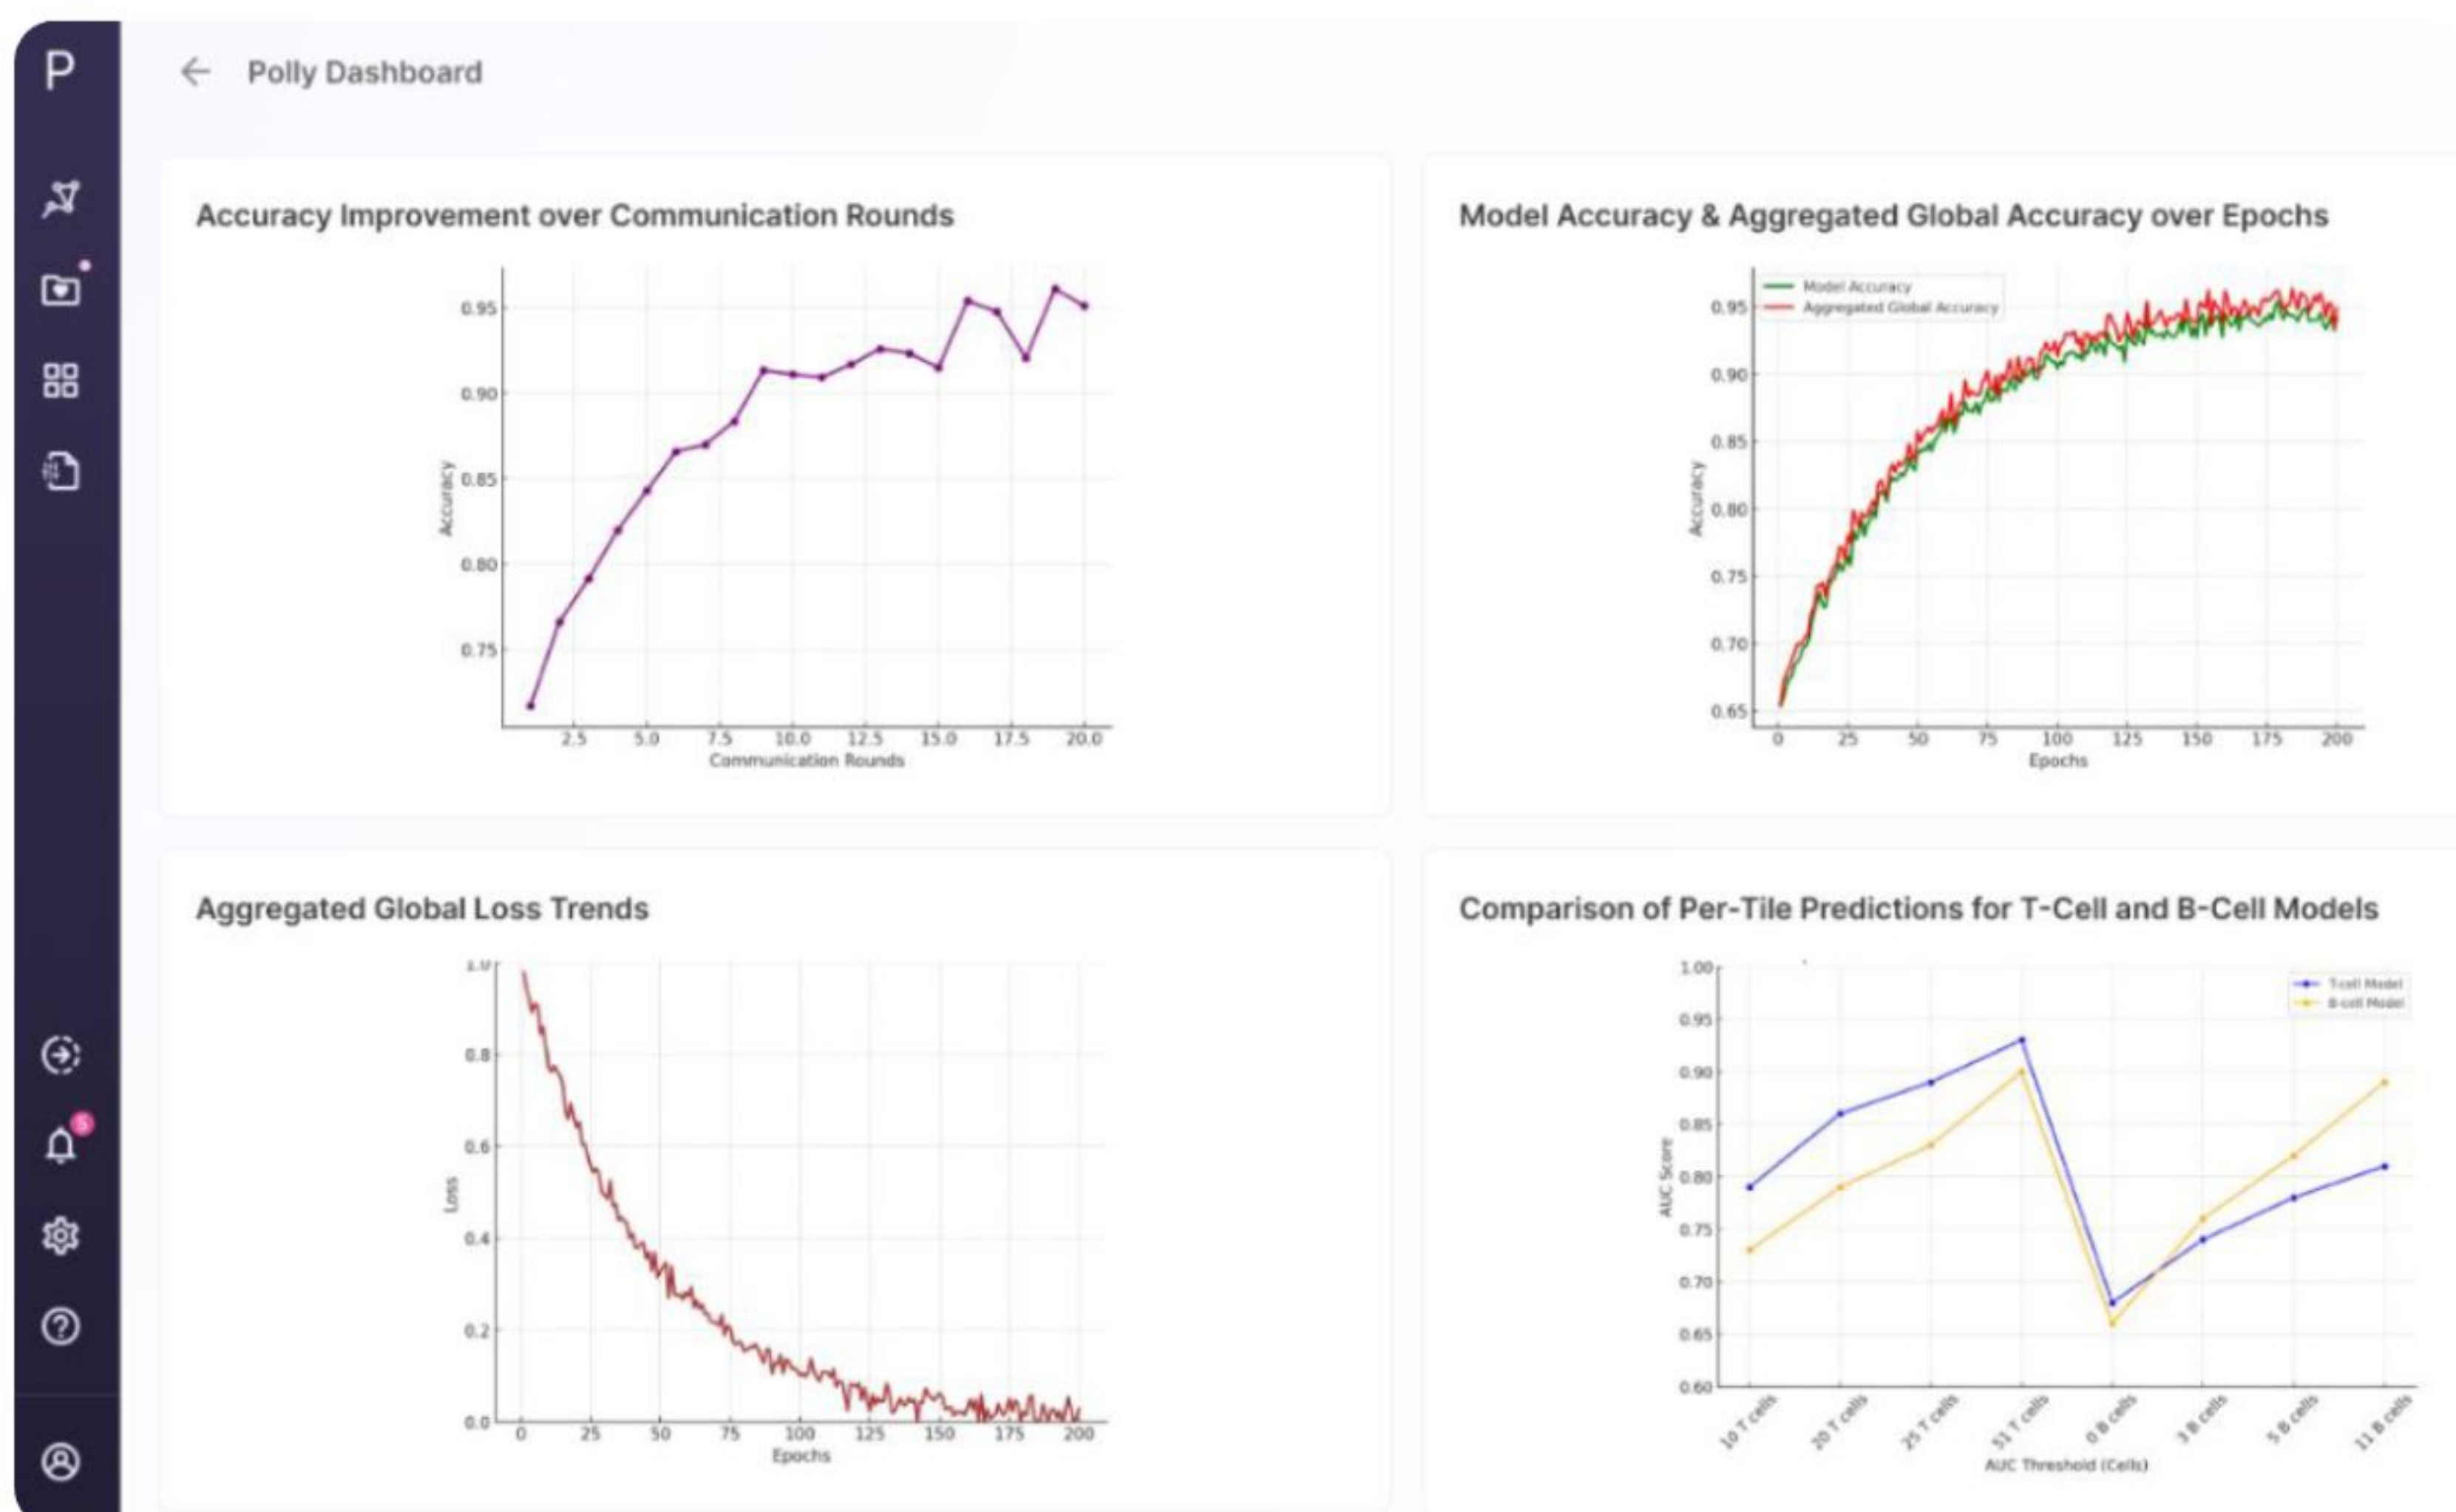 P
Polly Dashboard
5
Accuracy Improvement over Communication Rounds
0.95
0.90
0.85
0.80
0.75
Accuracy
2.5 5.0 7.5 10.0 12.5 15.0 17.5 20.0
Communication Rounds
Model Accuracy & Aggregated Global Accuracy over Epochs
Model Accuracy
Aggregated Global Accuracy
0.95
0.90
0.85
0.80
0.75
0.70
0.65
Accuracy
0 25 50 75 100 125 150 175 200
Epochs
Aggregated Global Loss Trends
1.0
0.8
0.6
0.4
0.2
0.0
Loss
0 25 50 75 100 125 150 175 200
Epochs
Comparison of Per-Tile Predictions for T-Cell and B-Cell Models
T-cell Model
B-cell Model
1.00
0.95
0.90
0.85
0.80
0.75
0.70
0.65
0.60
AUC Score
10 T cells 20 T cells 25 T cells 51 T cells 0 B cells 3 B cells 5 B cells 11 B cells
AUC Threshold (Cells)